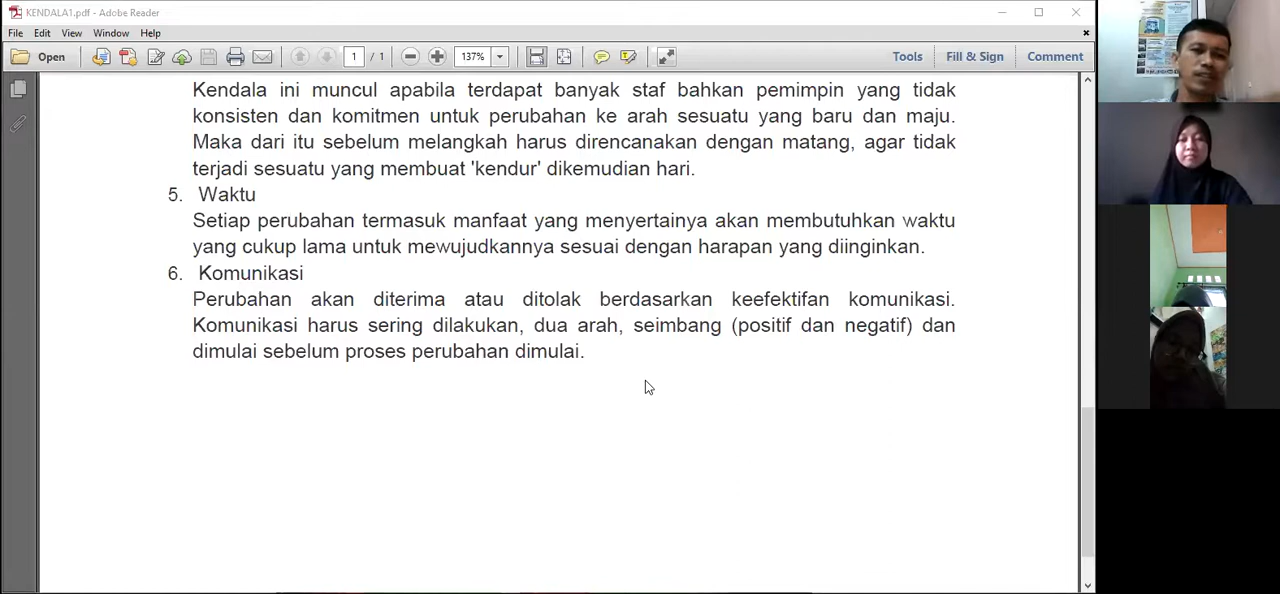 KENDALA1.pdf - Adobe Reader
File Edit View Window Help
Open 1 / 1 137% Tools Fill & Sign Comment
Kendala ini muncul apabila terdapat banyak staf bahkan pemimpin yang tidak
konsisten dan komitmen untuk perubahan ke arah sesuatu yang baru dan maju.
Maka dari itu sebelum melangkah harus direncanakan dengan matang, agar tidak
terjadi sesuatu yang membuat 'kendur' dikemudian hari.
5. Waktu
Setiap perubahan termasuk manfaat yang menyertainya akan membutuhkan waktu
yang cukup lama untuk mewujudkannya sesuai dengan harapan yang diinginkan.
6. Komunikasi
Perubahan akan diterima atau ditolak berdasarkan keefektifan komunikasi.
Komunikasi harus sering dilakukan, dua arah, seimbang (positif dan negatif) dan
dimulai sebelum proses perubahan dimulai.